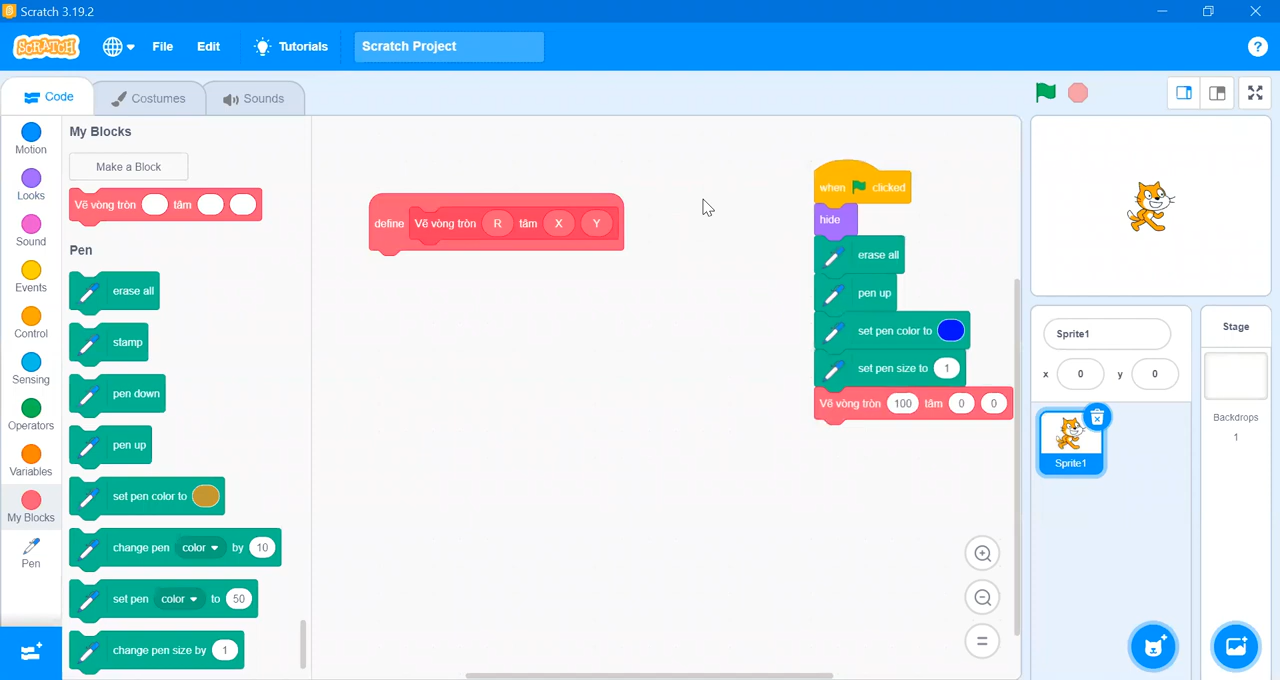 Scratch 3.19.2
SCRATCH
File
Edit
Tutorials
Scratch Project
?
Code
Costumes
Sounds
Motion
Looks
Sound
Events
Control
Sensing
Operators
Variables
My Blocks
Pen
My Blocks
Make a Block
Vẽ vòng tròn tâm
Pen
erase all
stamp
pen down
pen up
set pen color to
change pen color by 10
set pen color to 50
change pen size by 1
define Vẽ vòng tròn R tâm X Y
when clicked
hide
erase all
pen up
set pen color to
set pen size to 1
Vẽ vòng tròn 100 tâm 0 0
Sprite1
x 0 y 0
Sprite1
Stage
Backdrops
1